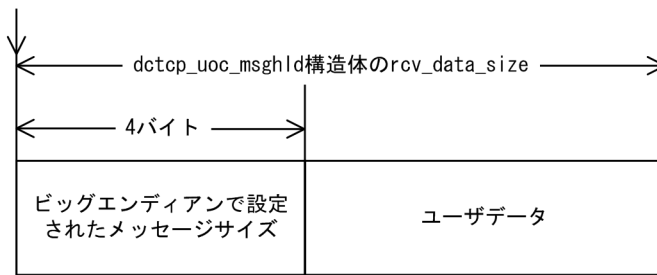 dctcp_uoc_msghld構造体のrcv_data_size
4バイト
ビッグエンディアンで設定
されたメッセージサイズ
ユーザデータ